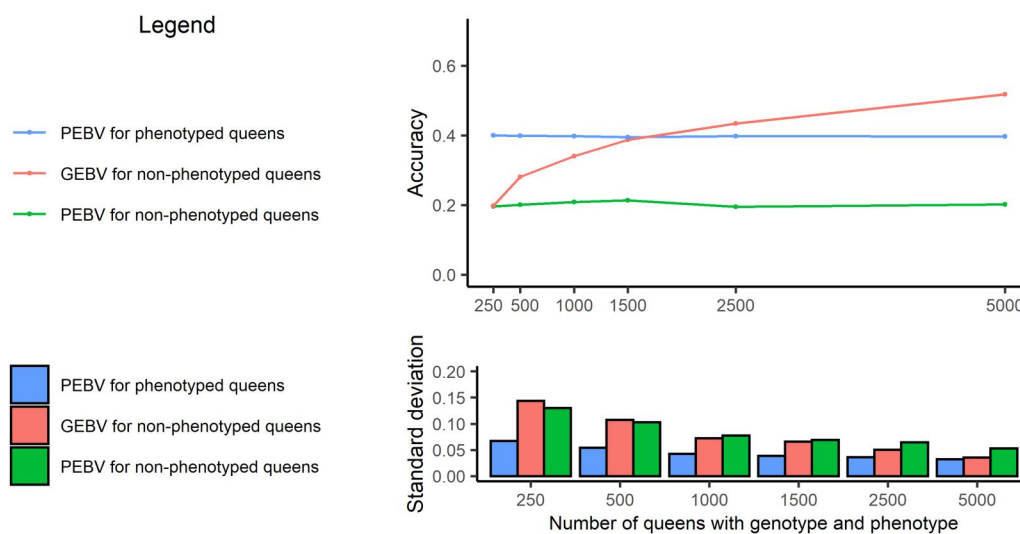 Legend
PEBV for phenotyped queens
GEBV for non-phenotyped queens
PEBV for non-phenotyped queens
Accuracy
0.6
0.4
0.2
0.0
250 500 1000 1500 2500 5000
PEBV for phenotyped queens
GEBV for non-phenotyped queens
PEBV for non-phenotyped queens
Standard deviation
0.20
0.15
0.10
0.05
0.00
250 500 1000 1500 2500 5000
Number of queens with genotype and phenotype